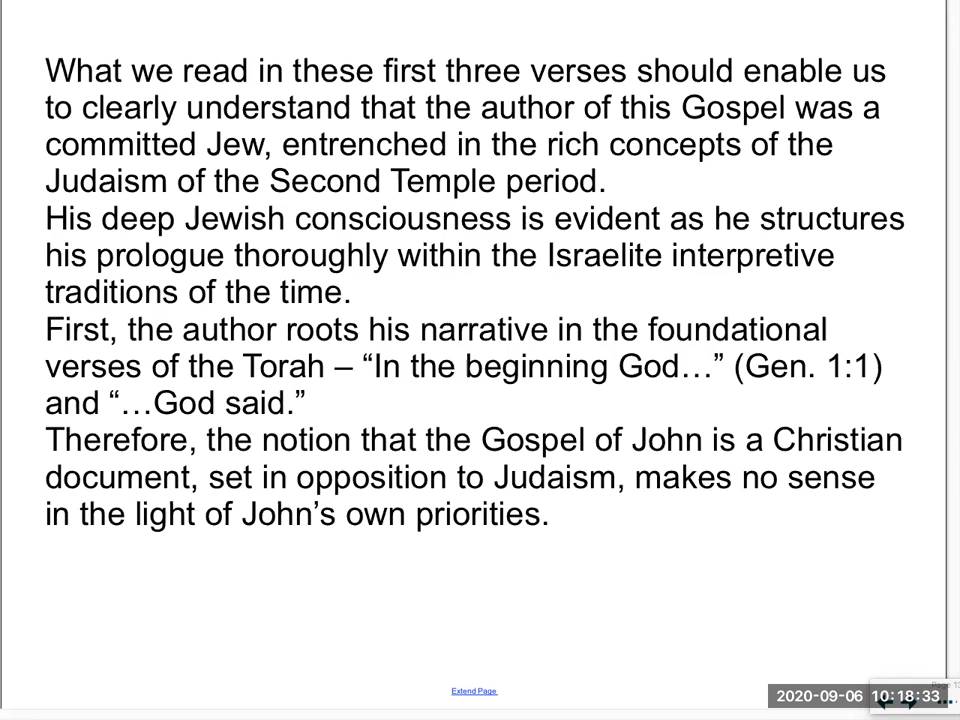 What we read in these first three verses should enable us
to clearly understand that the author of this Gospel was a
committed Jew, entrenched in the rich concepts of the
Judaism of the Second Temple period.
His deep Jewish consciousness is evident as he structures
his prologue thoroughly within the Israelite interpretive
traditions of the time.
First, the author roots his narrative in the foundational
verses of the Torah – “In the beginning God…” (Gen. 1:1)
and “…God said.”
Therefore, the notion that the Gospel of John is a Christian
document, set in opposition to Judaism, makes no sense
in the light of John’s own priorities.
Extend Page
2020-09-06 10:18:33